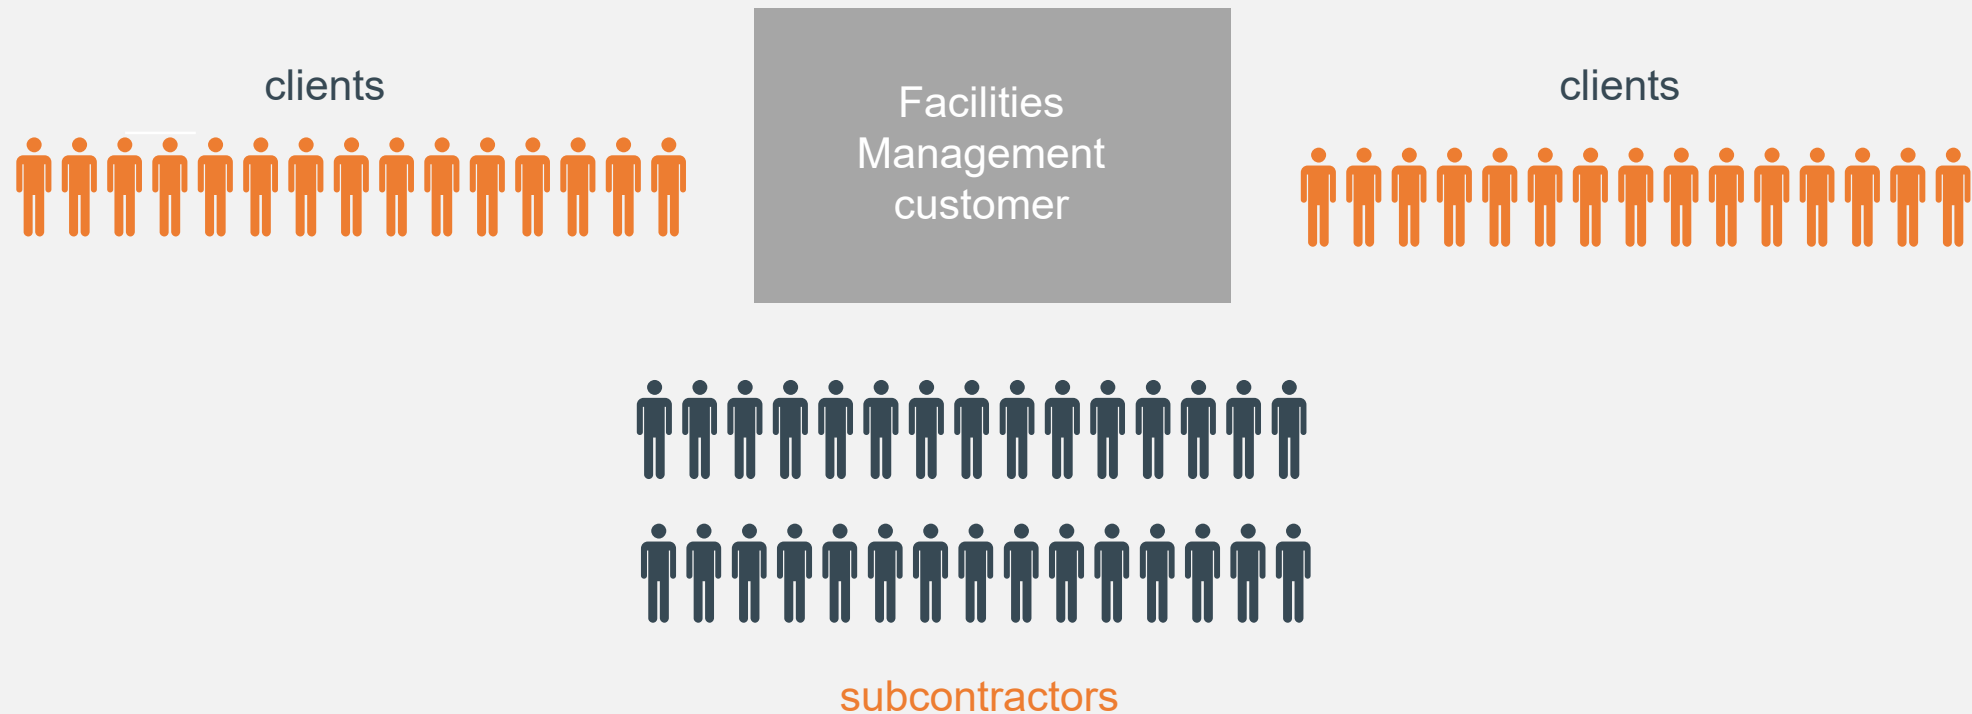 clients
Facilities
Management
customer
clients
subcontractors